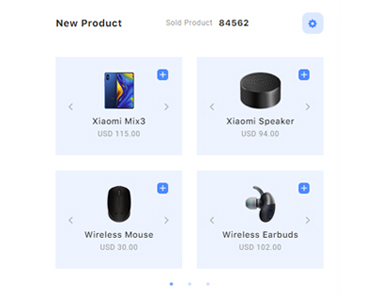 New Product
Sold Product 84562
Xiaomi Mix3
USD 115.00
Xiaomi Speaker
USD 94.00
Wireless Mouse
USD 30.00
Wireless Earbuds
USD 102.00